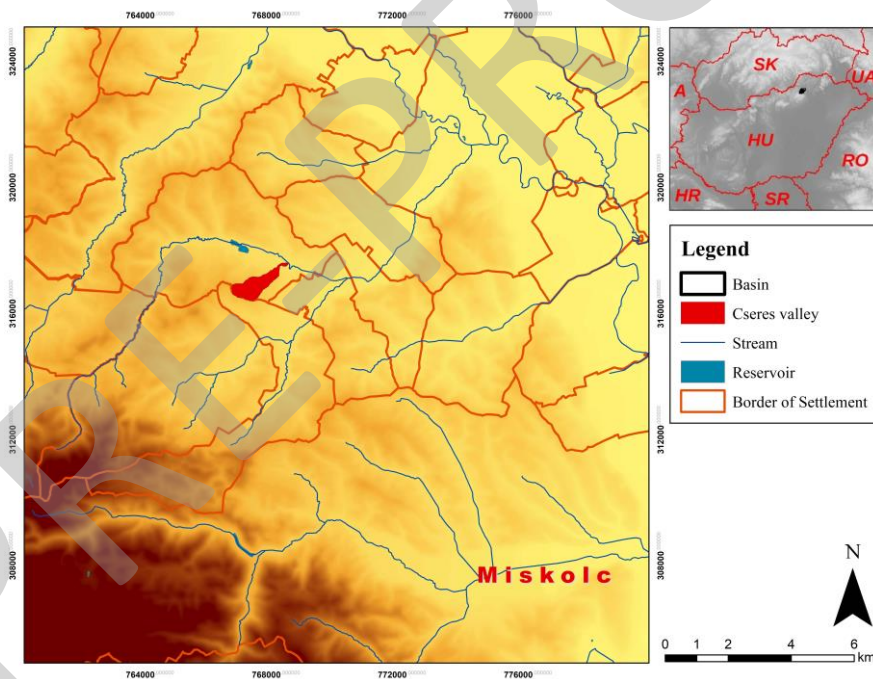 764000 768000 772000 776000
324000
320000
316000
312000
308000
324000
320000
316000
312000
308000
Miskolc
764000 768000 772000 776000
SK
UA
A
HU
RO
HR
SR
Legend
Basin
Cseres valley
Stream
Reservoir
Border of Settlement
N
0 1 2 4 6
km